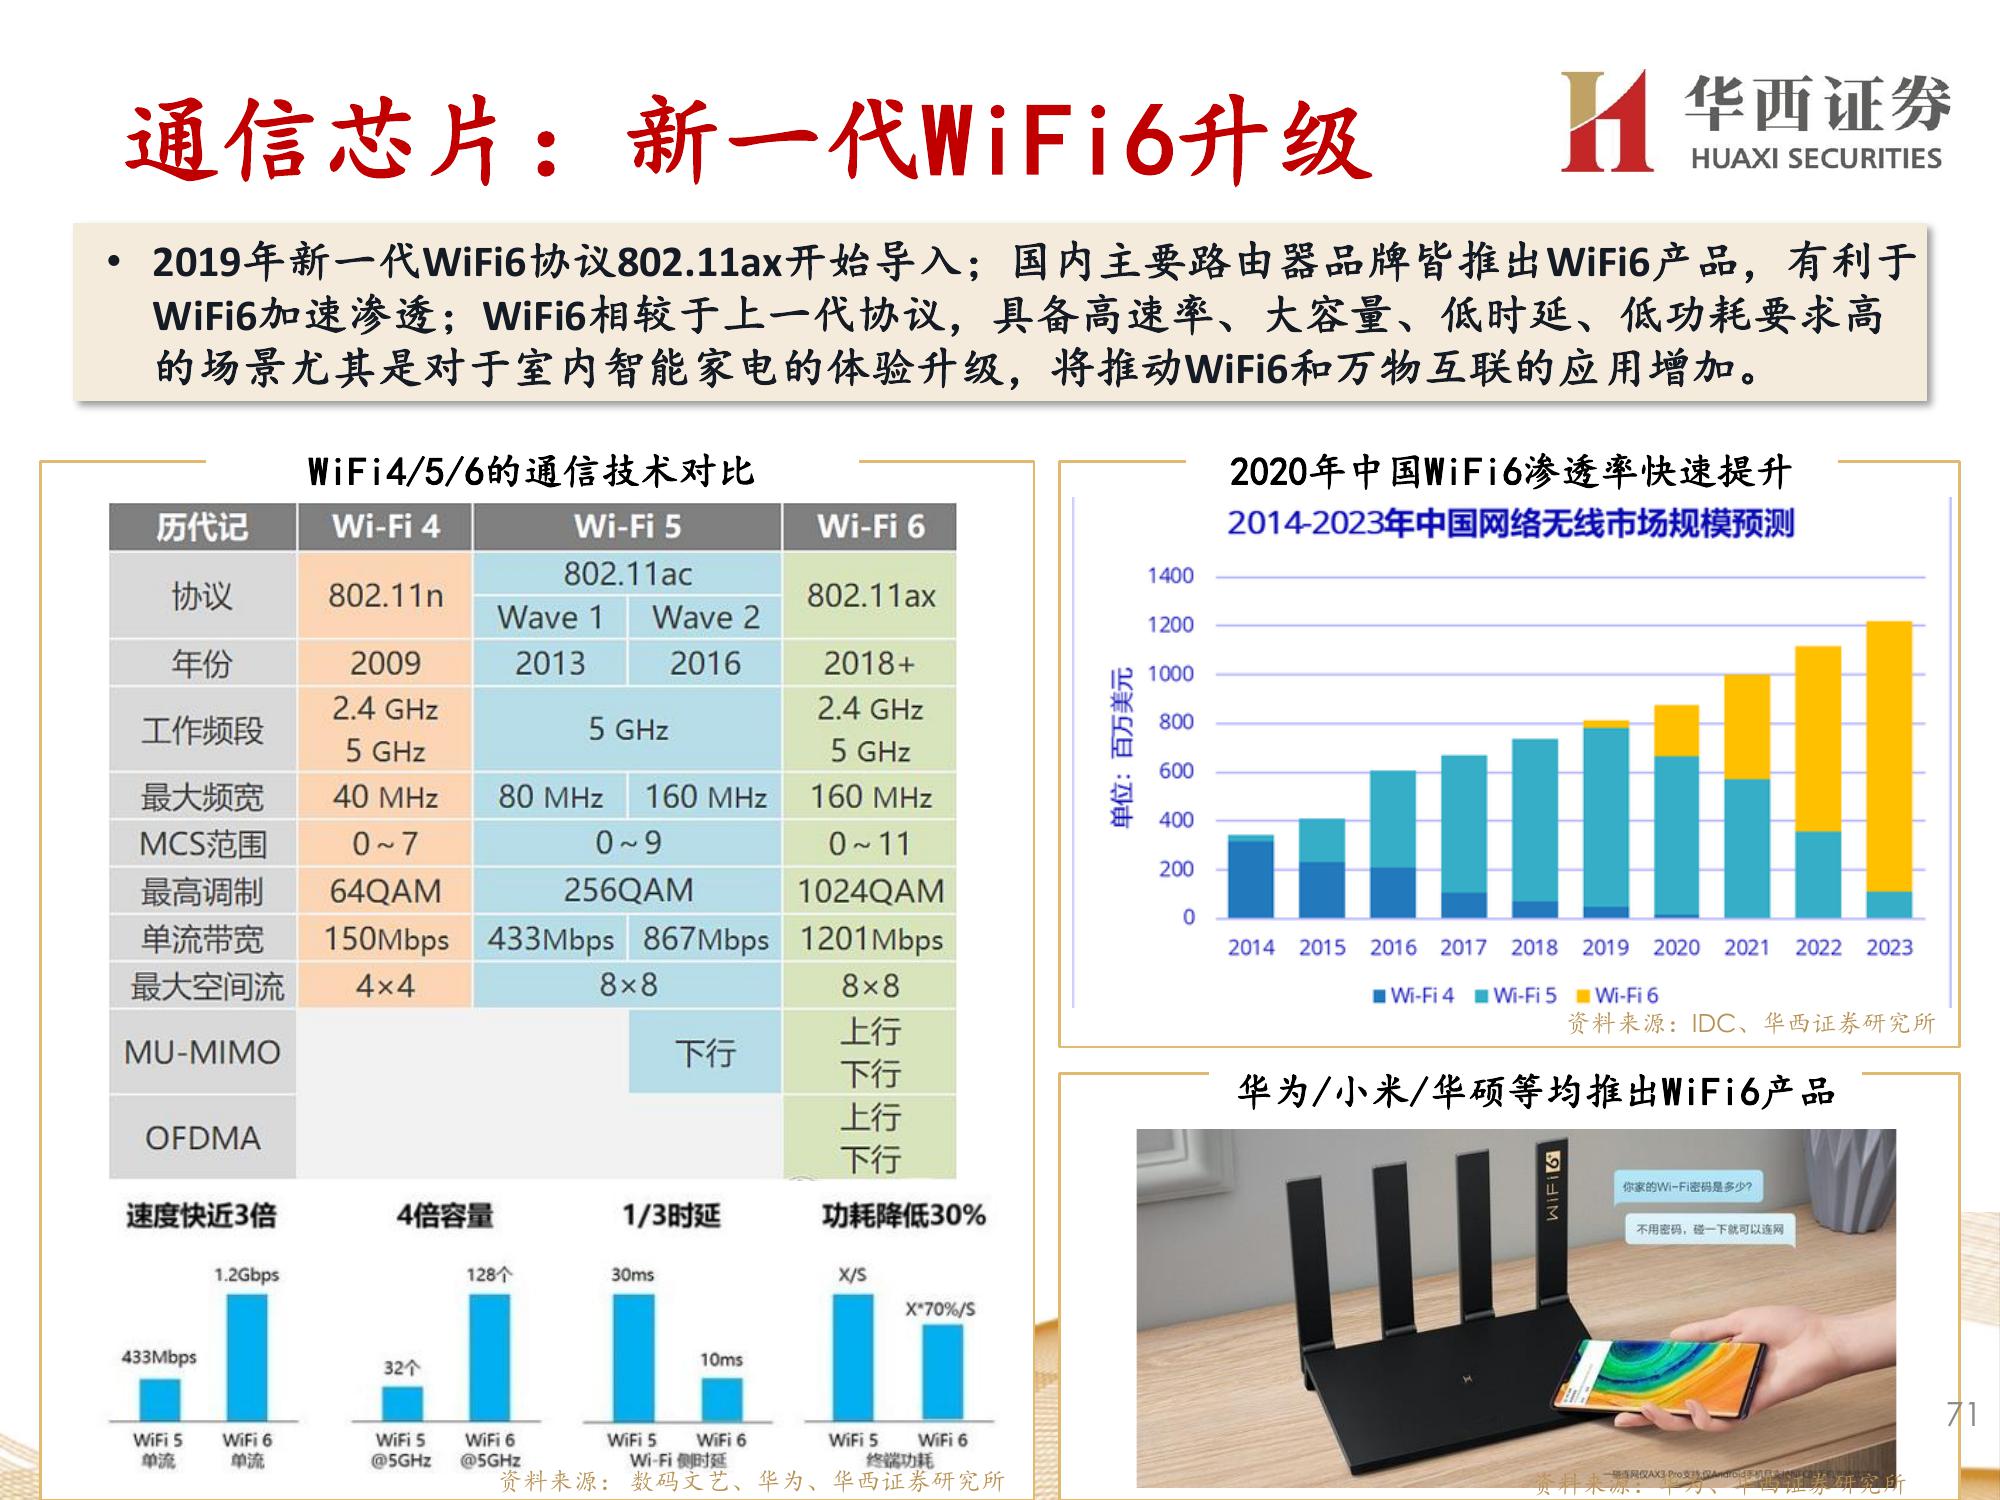 通信芯片：新一代WiFi6升级
华西证券
HUAXI SECURITIES
• 2019年新一代WiFi6协议802.11ax开始导入；国内主要路由器品牌皆推出WiFi6产品，有利于
WiFi6加速渗透；WiFi6相较于上一代协议，具备高速率、大容量、低时延、低功耗要求高
的场景尤其是对于室内智能家电的体验升级，将推动WiFi6和万物互联的应用增加。
WiFi4/5/6的通信技术对比
历代记 Wi-Fi 4 Wi-Fi 5 Wi-Fi 6
协议 802.11n 802.11ac 802.11ax
Wave 1 Wave 2
年份 2009 2013 2016 2018+
工作频段 2.4 GHz 5 GHz 5 GHz 2.4 GHz 5 GHz
最大频宽 40 MHz 80 MHz 160 MHz 160 MHz
MCS范围 0~7 0~9 0~11
最高调制 64QAM 256QAM 1024QAM
单流带宽 150Mbps 433Mbps 867Mbps 1201Mbps
最大空间流 4×4 8×8 8×8
MU-MIMO 下行 上行 下行
OFDMA 上行 下行
速度快近3倍 4倍容量 1/3时延 功耗降低30%
1.2Gbps 128个 30ms X/S
X*70%/S
433Mbps 32个 10ms
WiFi 5 WiFi 6 WiFi 5 WiFi 6 WiFi 5 WiFi 6 WiFi 5 WiFi 6
单流 单流 @5GHz @5GHz Wi-Fi 侧时延 终端功耗
资料来源： 数码文艺、华为、华西证券研究所
2020年中国WiFi6渗透率快速提升
2014-2023年中国网络无线市场规模预测
单位：百万美元
1400
1200
1000
800
600
400
200
0
2014 2015 2016 2017 2018 2019 2020 2021 2022 2023
Wi-Fi 4 Wi-Fi 5 Wi-Fi 6
资料来源：IDC、华西证券研究所
华为/小米/华硕等均推出WiFi6产品
WiFi 6
你家的Wi-Fi密码是多少?
不用密码，碰一下就可以连网
资料来源：华为、华西证券研究所
71